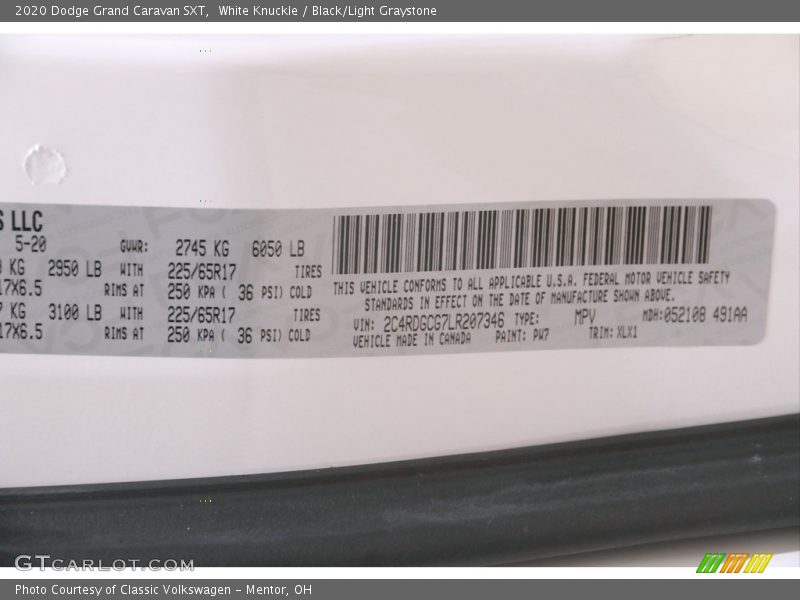 2020 Dodge Grand Caravan SXT,  White Knuckle / Black/Light Graystone
S LLC
5-20 GVWR: 2745 KG 6050 LB
KG 2950 LB WITH 225/65R17 TIRES
17X6.5 RIMS AT 250 KPA ( 36 PSI) COLD
KG 3100 LB WITH 225/65R17 TIRES
17X6.5 RIMS AT 250 KPA ( 36 PSI) COLD
THIS VEHICLE CONFORMS TO ALL APPLICABLE U.S.A. FEDERAL MOTOR VEHICLE SAFETY
STANDARDS IN EFFECT ON THE DATE OF MANUFACTURE SHOWN ABOVE.
VIN: 2C4RDGCG7LR207346 TYPE: MPV MDH:052108 491AA
VEHICLE MADE IN CANADA PAINT: PW7 TRIM: XLX1
GTCARLOT.COM
Photo Courtesy of Classic Volkswagen - Mentor, OH